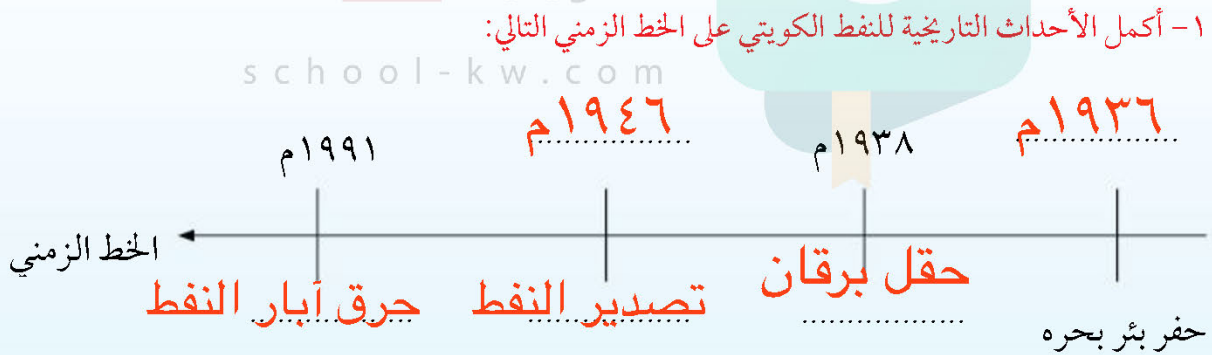 ١- أكمل الأحداث التاريخية للنفط الكويتي على الخط الزمني التالي:
school-kw.com
١٩٣٦م ١٩٣٨م ١٩٤٦م ١٩٩١م
الخط الزمني
حفر بئر بحره حقل برقان تصدير النفط حرق آبار النفط